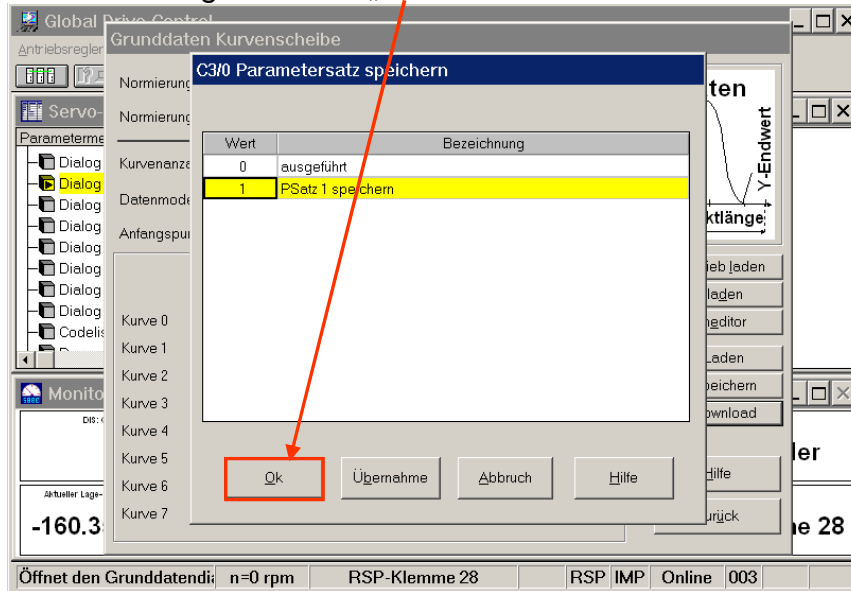 Global Drive Control
Grunddaten Kurvenscheibe
Antriebsregler
C3/0 Parametersatz speichern
Normierung
Normierung
Servo-
Parameterme
Dialog
Dialog
Dialog
Dialog
Dialog
Dialog
Dialog
Dialog
Codelis
Kurvenanza
Datenmod
Anfangspu
Kurve 0
Kurve 1
Kurve 2
Kurve 3
Kurve 4
Kurve 5
Kurve 6
Kurve 7
Wert Bezeichnung
0 ausgeführt
1 PSatz 1 speichern
Ok Übernahme Abbruch Hilfe
ten
Y-Endwert
ktlänge
ieb laden
laden
neditor
Laden
peichern
ownload
Hilfe
urück
Monito
DIS:
Aktueller Lage-
-160.3
ler
e 28
Öffnet den Grunddatendi n=0 rpm RSP-Klemme 28 RSP IMP Online 003